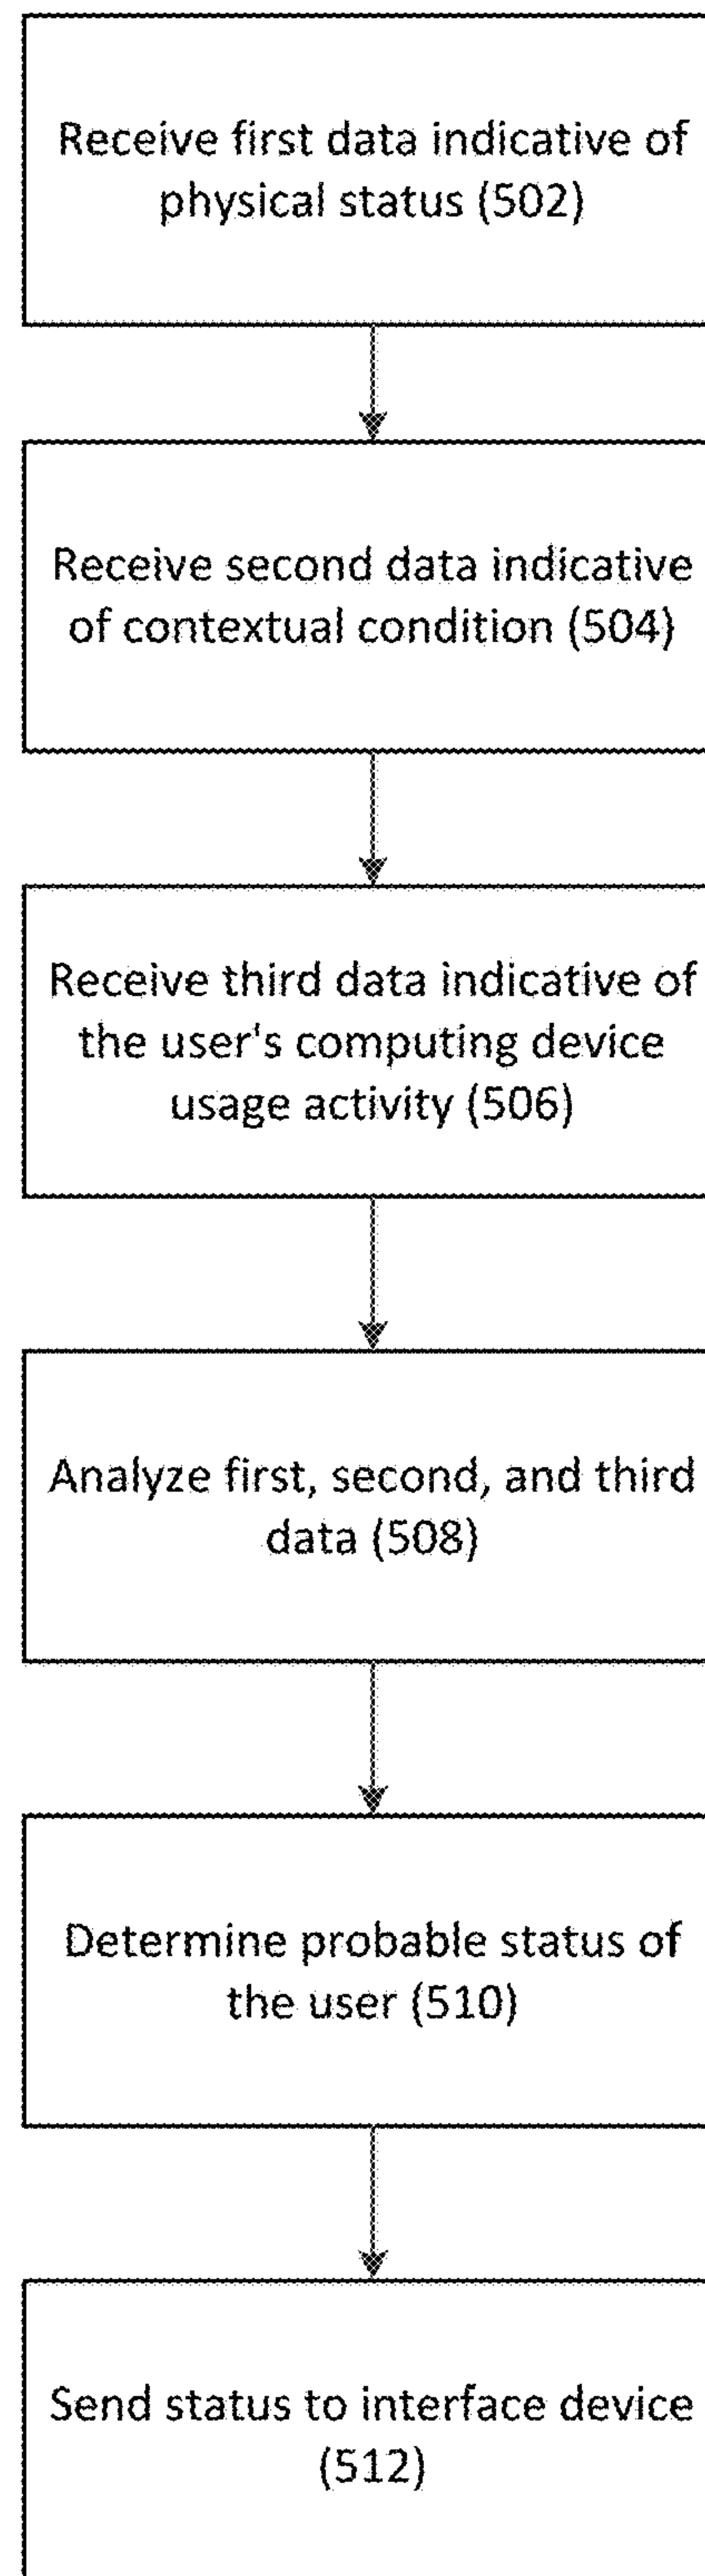 Receive first data indicative of
physical status (502)
Receive second data indicative
of contextual condition (504)
Receive third data indicative of
the user's computing device
usage activity (506)
Analyze first, second, and third
data (508)
Determine probable status of
the user (510)
Send status to interface device
(512)